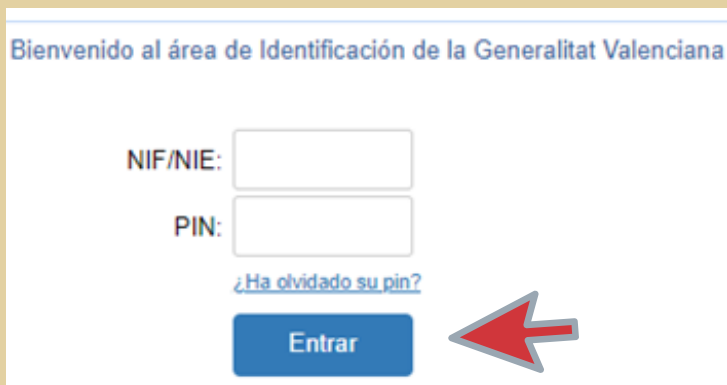 Bienvenido al área de Identificación de la Generalitat Valenciana
NIF/NIE:
PIN:
¿Ha olvidado su pin?
Entrar